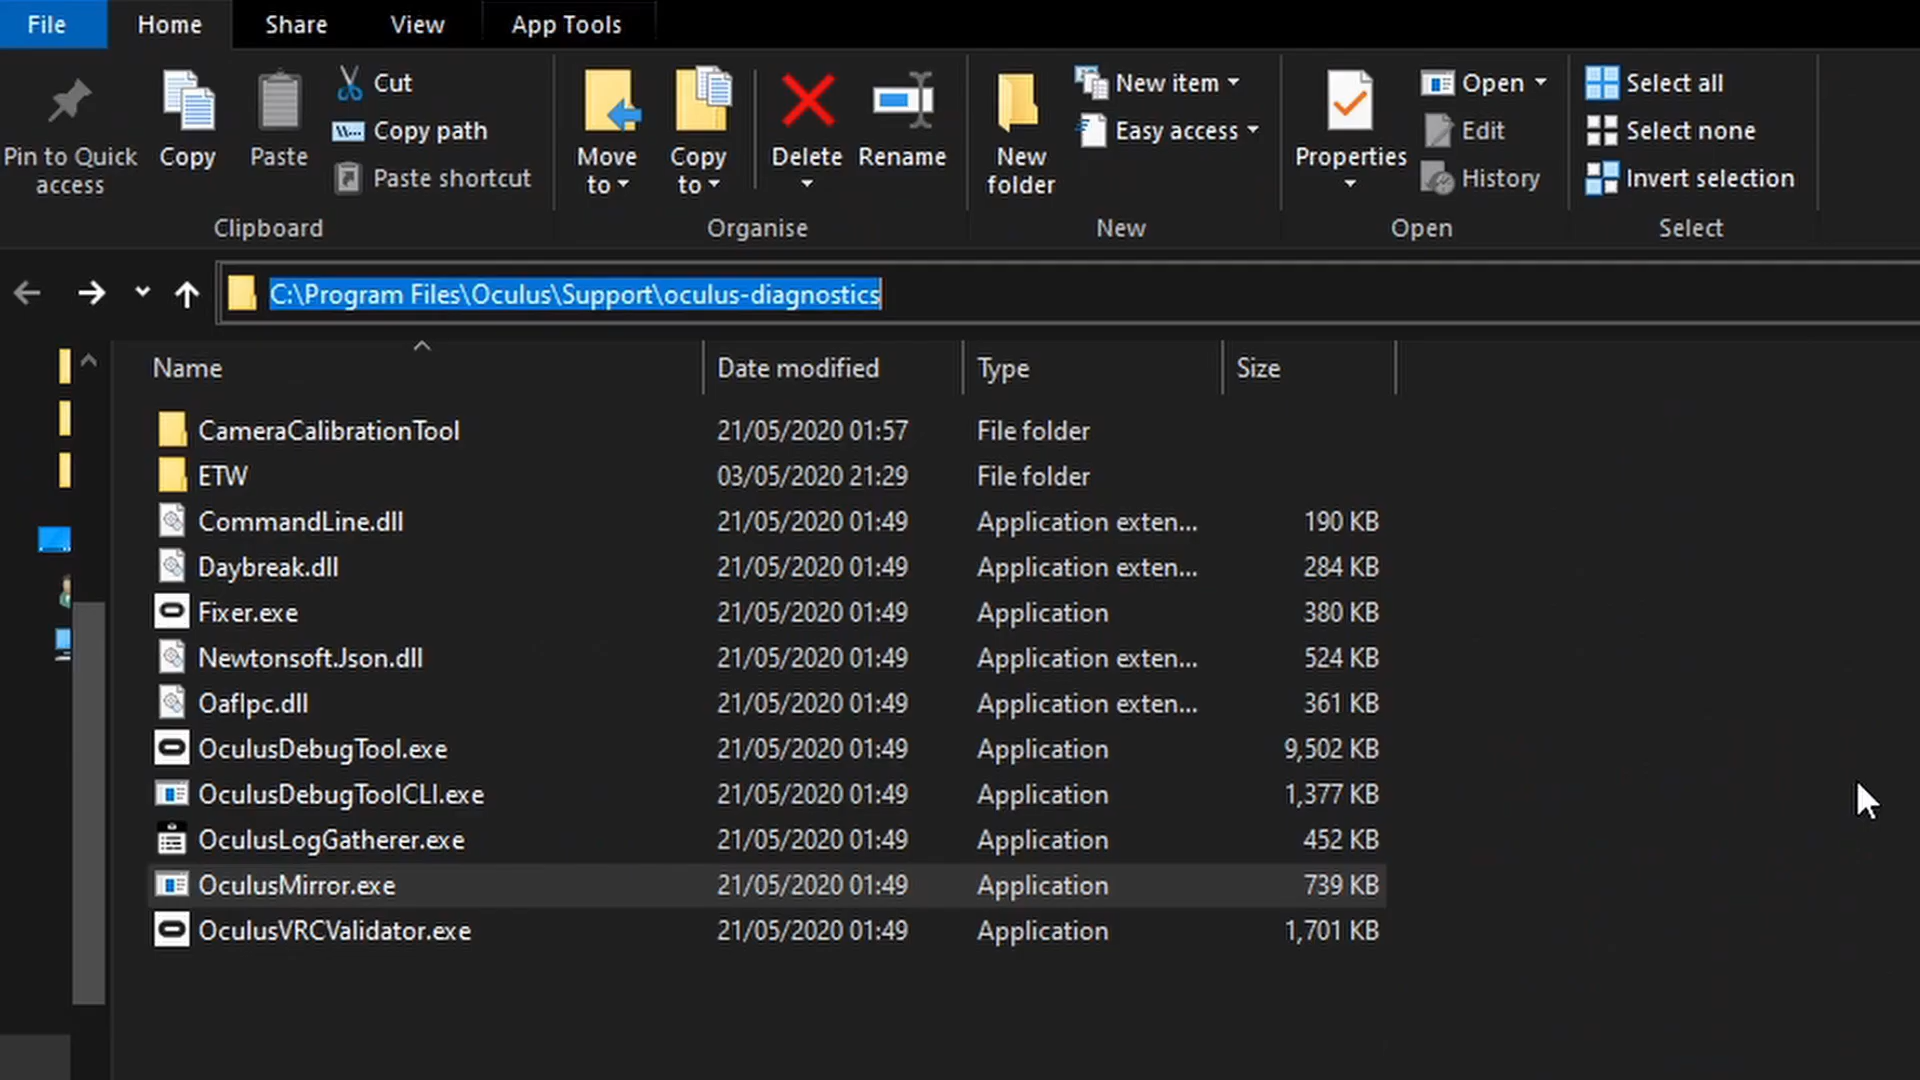 File Home Share View App Tools
Pin to Quick access
Copy
Paste
Cut
Copy path
Paste shortcut
Clipboard
Move to
Copy to
Delete
Rename
Organise
New folder
New item
Easy access
New
Properties
Open
Edit
History
Open
Select all
Select none
Invert selection
Select
C:\Program Files\Oculus\Support\oculus-diagnostics
Name Date modified Type Size
CameraCalibrationTool 21/05/2020 01:57 File folder
ETW 03/05/2020 21:29 File folder
CommandLine.dll 21/05/2020 01:49 Application exten... 190 KB
Daybreak.dll 21/05/2020 01:49 Application exten... 284 KB
Fixer.exe 21/05/2020 01:49 Application 380 KB
Newtonsoft.Json.dll 21/05/2020 01:49 Application exten... 524 KB
OafIpc.dll 21/05/2020 01:49 Application exten... 361 KB
OculusDebugTool.exe 21/05/2020 01:49 Application 9,502 KB
OculusDebugToolCLI.exe 21/05/2020 01:49 Application 1,377 KB
OculusLogGatherer.exe 21/05/2020 01:49 Application 452 KB
OculusMirror.exe 21/05/2020 01:49 Application 739 KB
OculusVRCValidator.exe 21/05/2020 01:49 Application 1,701 KB